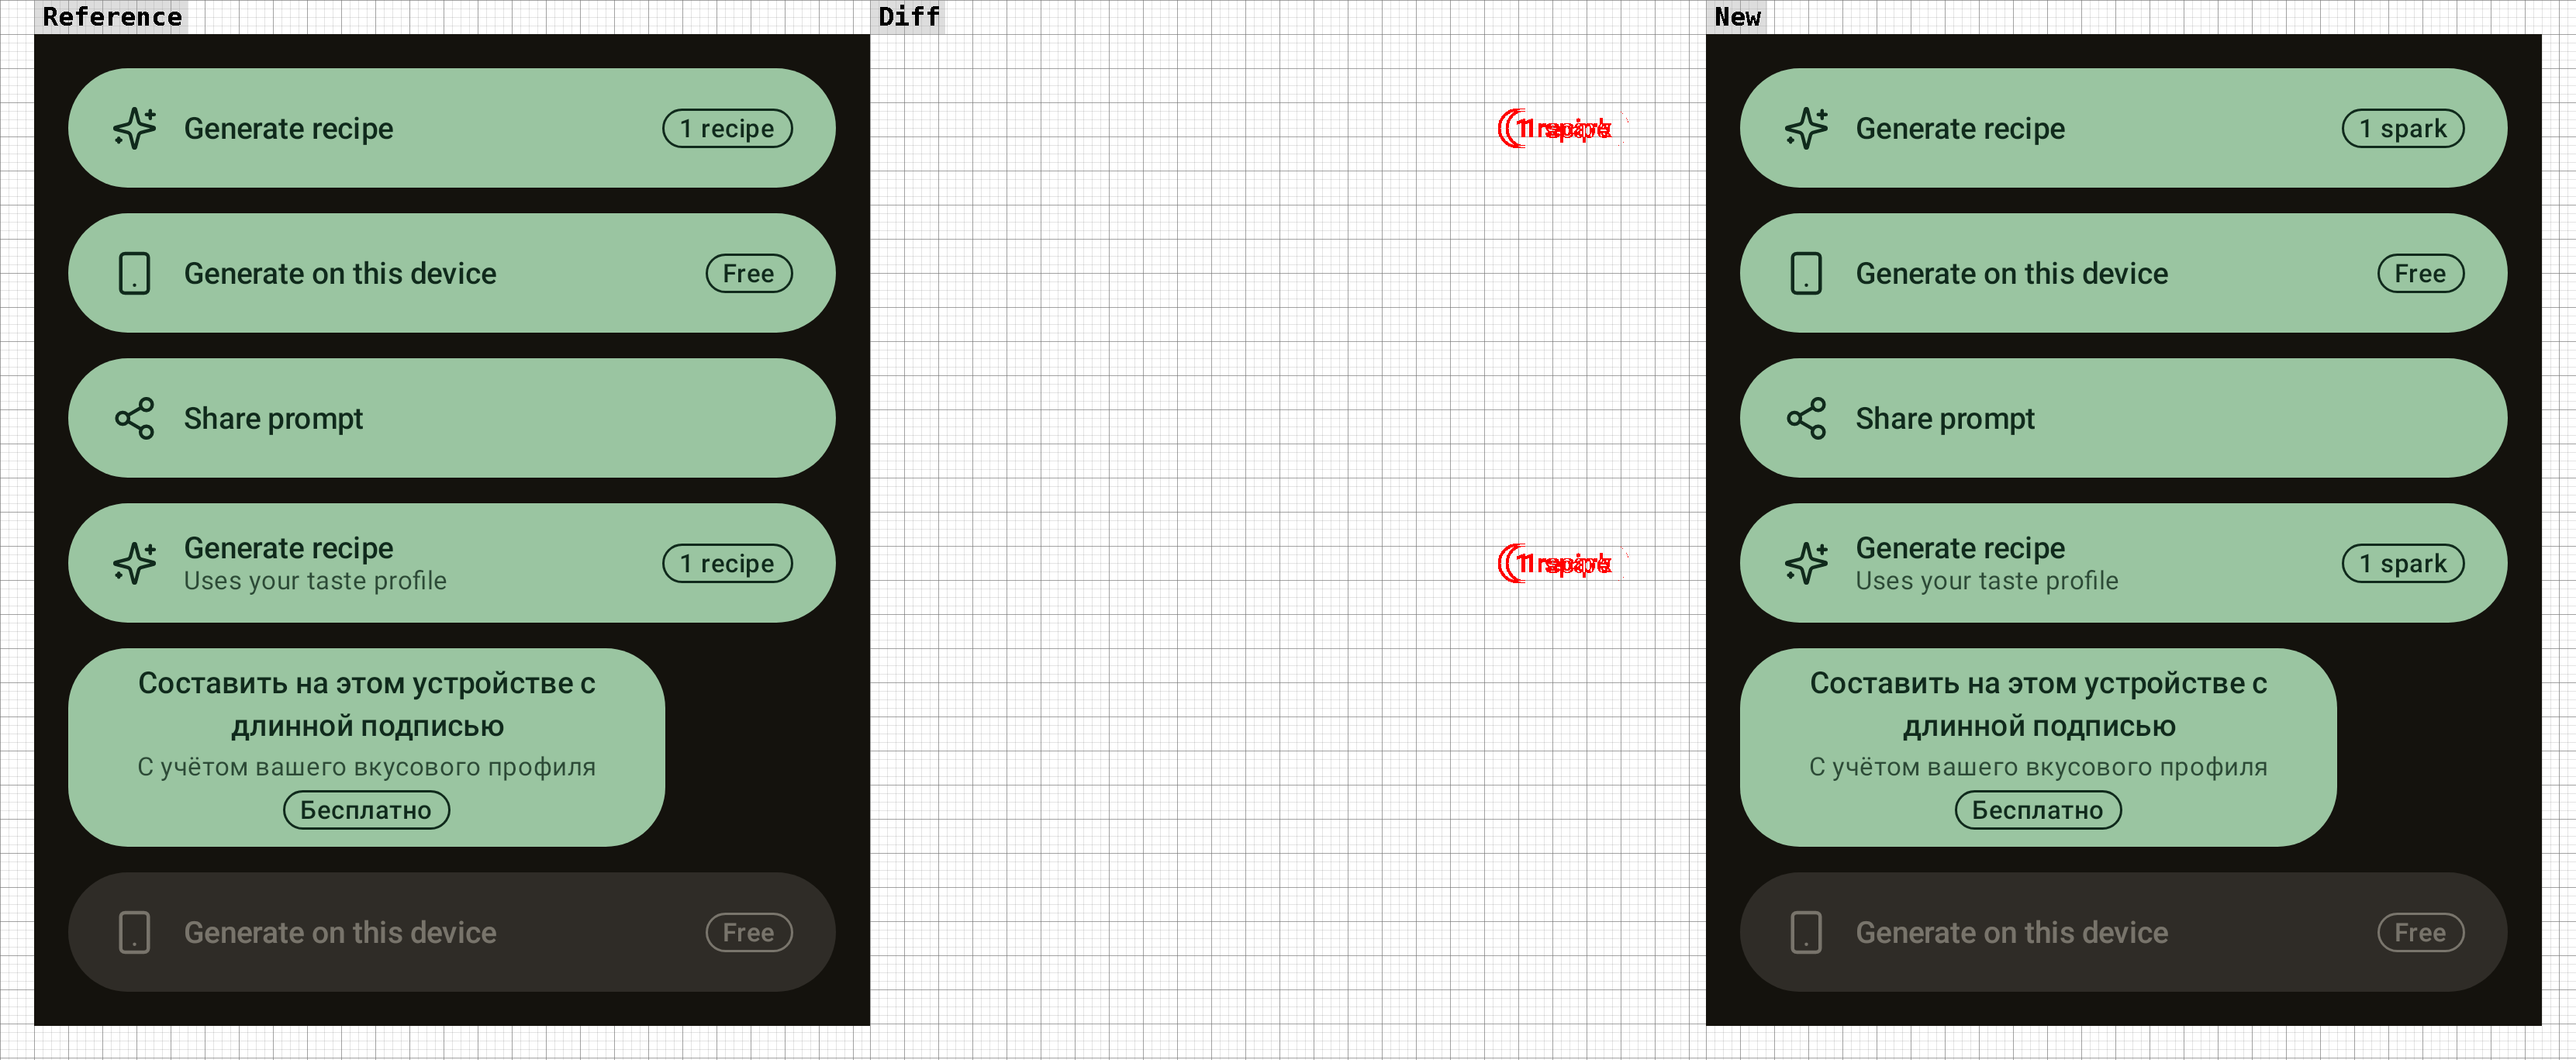 Reference
Diff
New
Generate recipe
1 recipe
Generate on this device
Free
Share prompt
Generate recipe
Uses your taste profile
1 recipe
Составить на этом устройстве с
длинной подписью
С учётом вашего вкусового профиля
Бесплатно
Generate on this device
Free
Generate recipe
1 spark
Generate on this device
Free
Share prompt
Generate recipe
Uses your taste profile
1 spark
Составить на этом устройстве с
длинной подписью
С учётом вашего вкусового профиля
Бесплатно
Generate on this device
Free